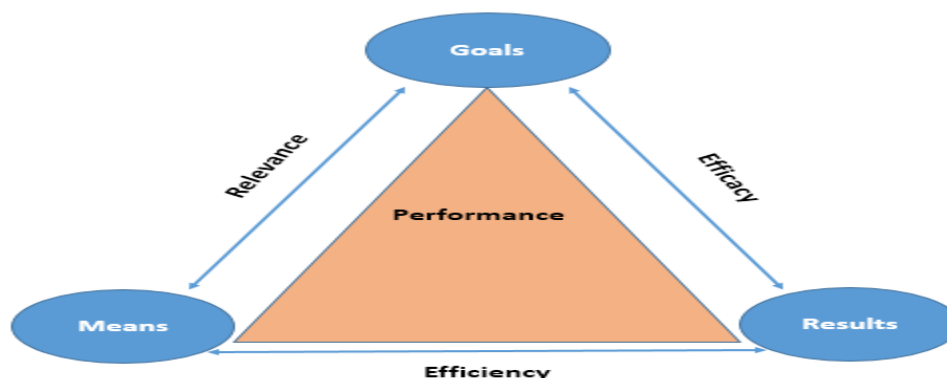 Goals
Relevance
Efficacy
Performance
Means
Results
Efficiency